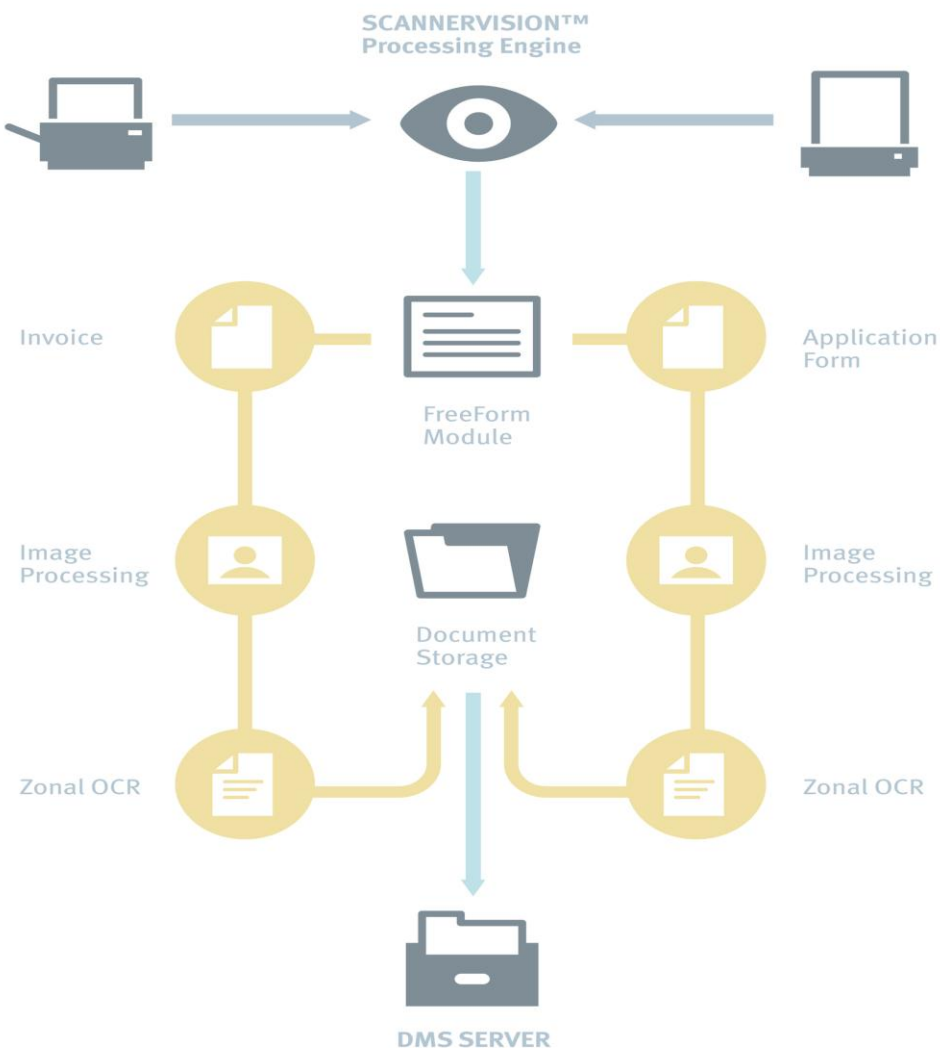 SCANNERVISION™
Processing Engine
Invoice
Application
Form
FreeForm
Module
Image
Processing
Image
Processing
Document
Storage
Zonal OCR
Zonal OCR
DMS SERVER